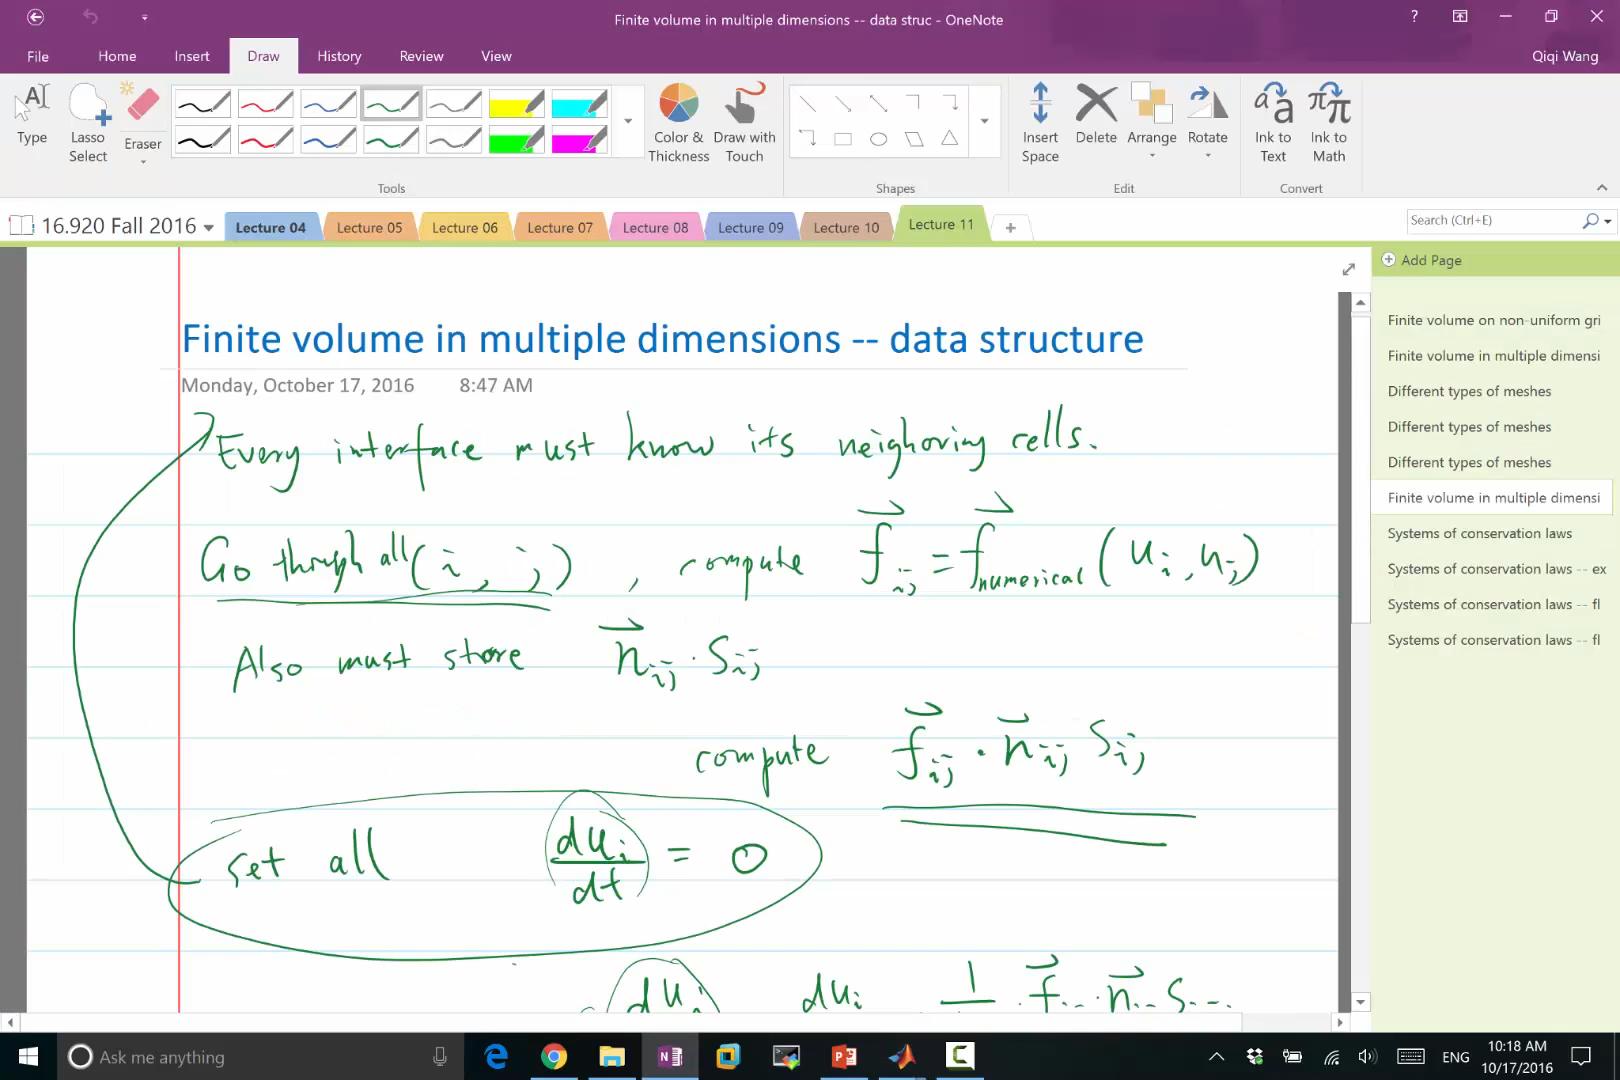 Finite volume in multiple dimensions -- data struc - OneNote
File Home Insert Draw History Review View Qiqi Wang
Type
Lasso Select
Eraser
Color & Thickness
Draw with Touch
Insert Space
Delete
Arrange
Rotate
Ink to Text
Ink to Math
Tools Shapes Edit Convert
16.920 Fall 2016 Lecture 04 Lecture 05 Lecture 06 Lecture 07 Lecture 08 Lecture 09 Lecture 10 Lecture 11
Search (Ctrl+E)
Add Page
Finite volume on non-uniform gri
Finite volume in multiple dimensi
Different types of meshes
Different types of meshes
Different types of meshes
Finite volume in multiple dimensi
Systems of conservation laws
Systems of conservation laws -- ex
Systems of conservation laws -- fl
Systems of conservation laws -- fl
Finite volume in multiple dimensions -- data structure
Monday, October 17, 2016 8:47 AM
Every interface must know its neighoring cells.
Go through all (i, j), compute f⃗ij = f⃗numerical (ui, uj)
Also must store n⃗ij · Sij
compute f⃗ij · n⃗ij Sij
set all dui/dt = 0
dui dui 1 · f⃗ · n⃗ S
Ask me anything
ENG
10:18 AM
10/17/2016